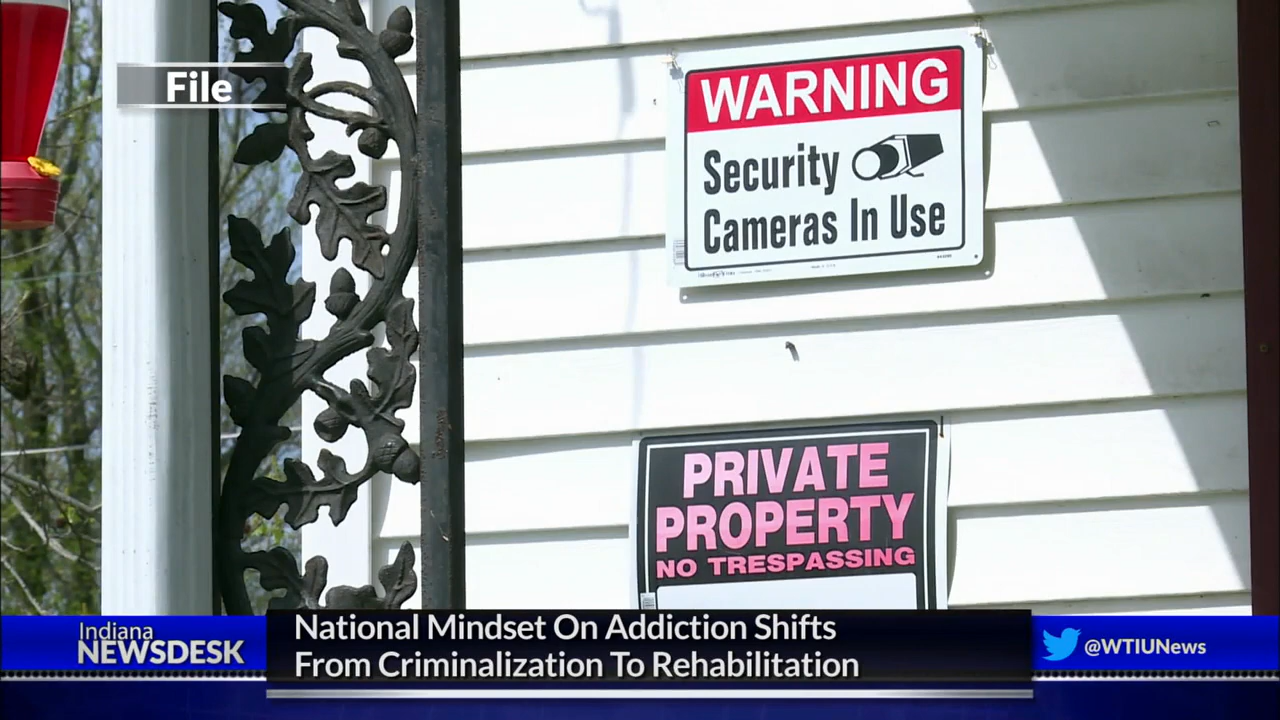 File
WARNING
Security
Cameras In Use
PRIVATE
PROPERTY
NO TRESPASSING
National Mindset On Addiction Shifts
From Criminalization To Rehabilitation
Indiana
NEWSDESK
@WTIUNews